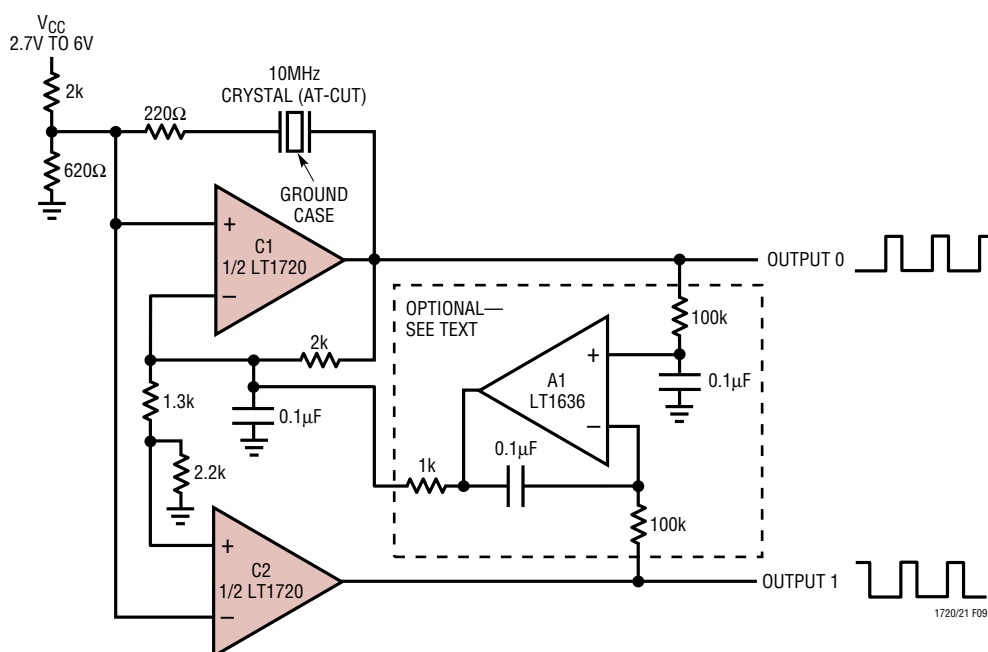 VCC
2.7V TO 6V
2k
620Ω
220Ω
10MHz
CRYSTAL (AT-CUT)
GROUND
CASE
+
C1
1/2 LT1720
−
OUTPUT 0
OPTIONAL—
SEE TEXT
100k
2k
+
A1
LT1636
−
0.1µF
1.3k
0.1µF
2.2k
0.1µF
1k
100k
+
C2
1/2 LT1720
−
OUTPUT 1
1720/21 F09